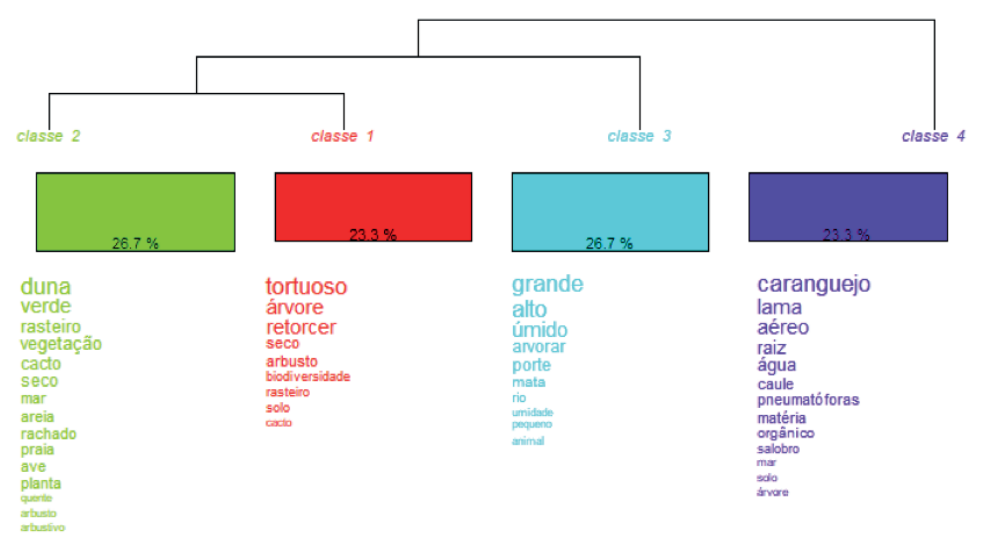 classe 2
classe 1
classe 3
classe 4
26.7 %
23.3 %
26.7 %
23.3 %
duna
verde
rasteiro
vegetação
cacto
seco
mar
areia
rachado
praia
ave
planta
quente
arbusto
arbustivo
tortuoso
árvore
retorcer
seco
arbusto
biodiversidade
rasteiro
solo
cacto
grande
alto
úmido
arvorar
porte
mata
rio
umidade
pequeno
animal
caranguejo
lama
aéreo
raiz
água
caule
pneumatóforas
matéria
orgânico
salobro
mar
solo
árvore